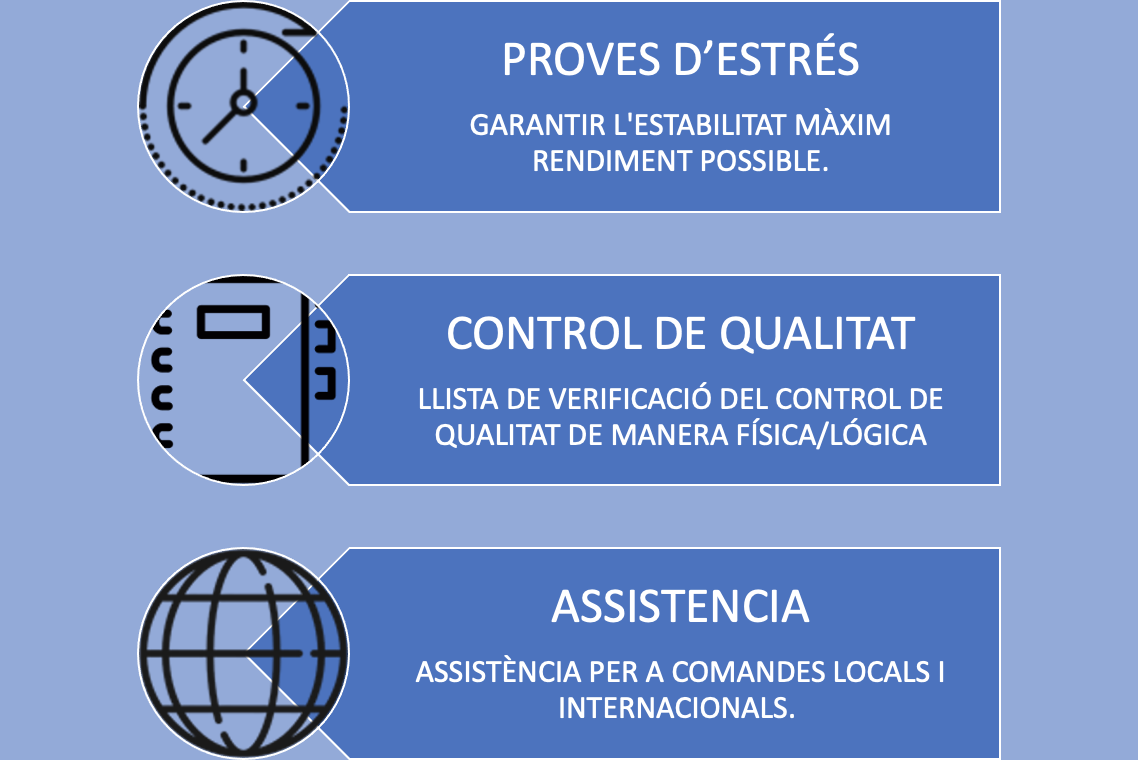 PROVES D’ESTRÉS
GARANTIR L'ESTABILITAT MÀXIM
RENDIMENT POSSIBLE.
CONTROL DE QUALITAT
LLISTA DE VERIFICACIÓ DEL CONTROL DE
QUALITAT DE MANERA FÍSICA/LÓGICA
ASSISTENCIA
ASSISTÈNCIA PER A COMANDES LOCALS I
INTERNACIONALS.